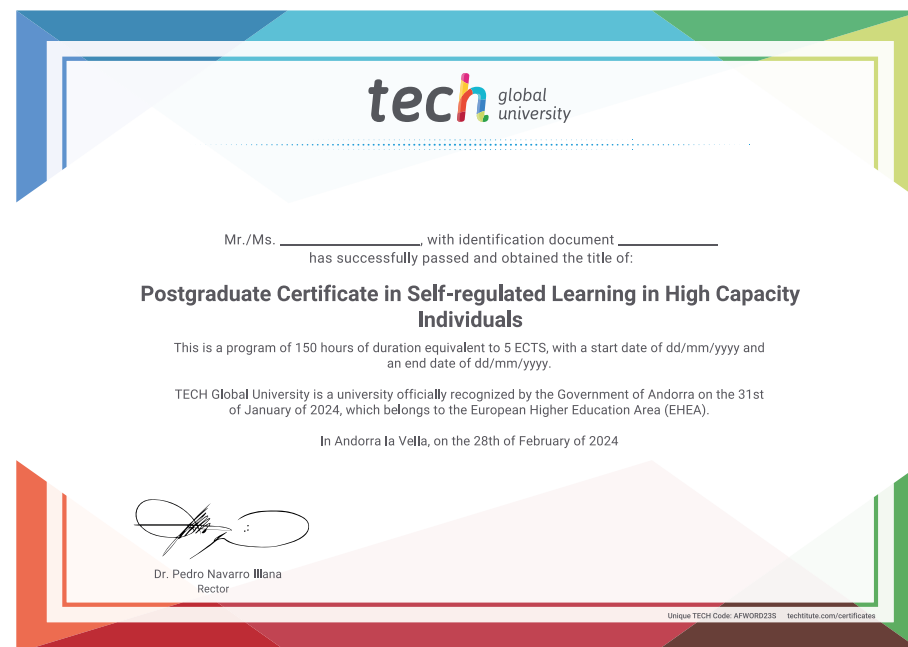 tech global
university
Mr./Ms. ____________________, with identification document ______________
has successfully passed and obtained the title of:
Postgraduate Certificate in Self-regulated Learning in High Capacity
Individuals
This is a program of 150 hours of duration equivalent to 5 ECTS, with a start date of dd/mm/yyyy and
an end date of dd/mm/yyyy.
TECH Global University is a university officially recognized by the Government of Andorra on the 31st
of January of 2024, which belongs to the European Higher Education Area (EHEA).
In Andorra la Vella, on the 28th of February of 2024
Dr. Pedro Navarro Illana
Rector
Unique TECH Code: AFWORD23S techtitute.com/certificates